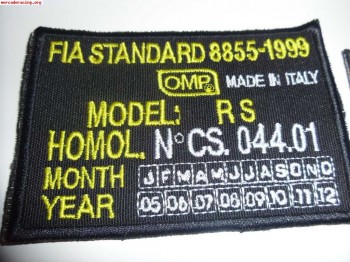 mercadoracing.org
FIA STANDARD 8855-1999
OMP MADE IN ITALY
MODEL: RS
HOMOL. N°CS. 044.01
MONTH J F M A M J J A S O N D
YEAR 05 06 07 08 09 10 11 12